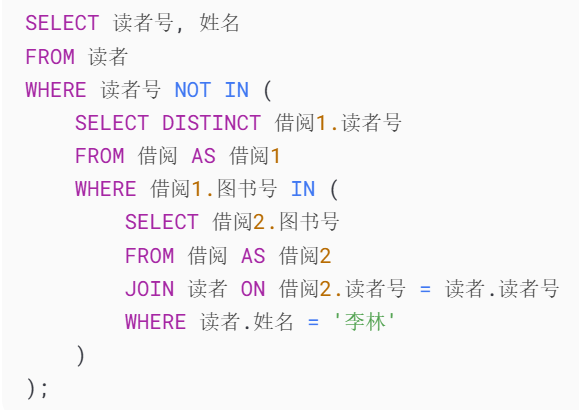 SELECT 读者号, 姓名
FROM 读者
WHERE 读者号 NOT IN (
    SELECT DISTINCT 借阅1.读者号
    FROM 借阅 AS 借阅1
    WHERE 借阅1.图书号 IN (
        SELECT 借阅2.图书号
        FROM 借阅 AS 借阅2
        JOIN 读者 ON 借阅2.读者号 = 读者.读者号
        WHERE 读者.姓名 = '李林'
    )
);